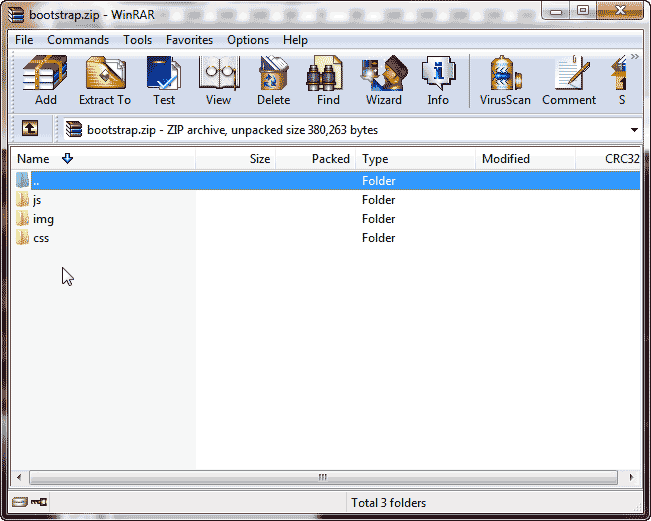 bootstrap.zip - WinRAR
File Commands Tools Favorites Options Help
Add Extract To Test View Delete Find Wizard Info VirusScan Comment S
bootstrap.zip - ZIP archive, unpacked size 380,263 bytes
Name Size Packed Type Modified CRC32
.. Folder
js Folder
img Folder
css Folder
Total 3 folders